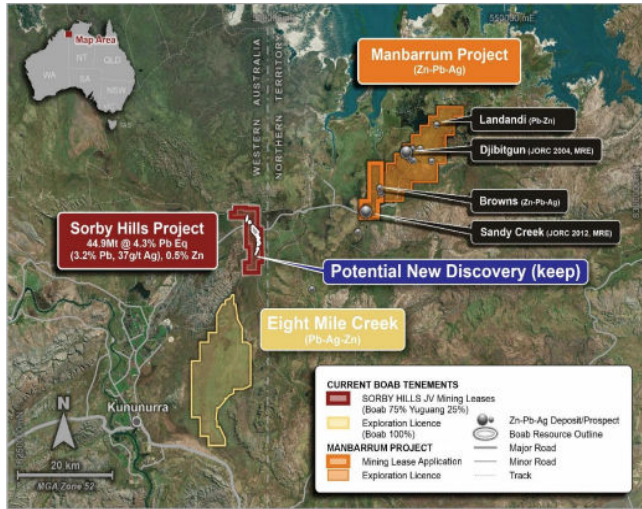 Map Area
NT
QLD
WA
SA
NSW
550000 mE
Manbarrum Project
(Zn-Pb-Ag)
WESTERN AUSTRALIA
NORTHERN TERRITORY
Landandi (Pb-Zn)
Djibitgun (JORC 2004, MRE)
Browns (Zn-Pb-Ag)
Sandy Creek (JORC 2012, MRE)
Sorby Hills Project
44.9Mt @ 4.3% Pb Eq
(3.2% Pb, 37g/t Ag), 0.5% Zn
Potential New Discovery (keep)
Eight Mile Creek
(Pb-Ag-Zn)
Kununurra
N
20 km
MGA Zone 52
CURRENT BOAB TENEMENTS
SORBY HILLS JV Mining Leases
(Boab 75% Yuguang 25%)
Exploration Licence
(Boab 100%)
MANBARRUM PROJECT
Mining Lease Application
Exploration Licence
Zn-Pb-Ag Deposit/Prospect
Boab Resource Outline
Major Road
Minor Road
Track